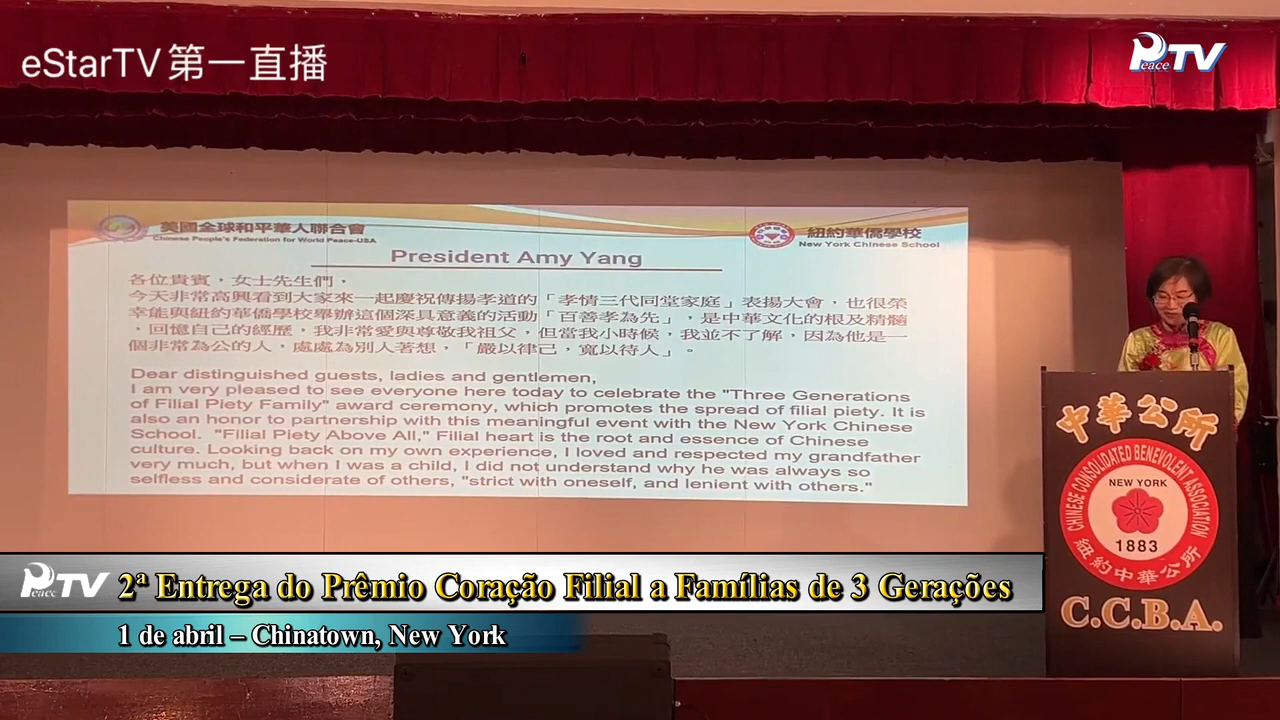 eStarTV第一直播
Peace TV
美國全球和平華人聯合會
Chinese People's Federation for World Peace-USA
紐約華僑學校
New York Chinese School
President Amy Yang
各位貴賓，女士先生們，
今天非常高興看到大家來一起慶祝傳揚孝道的「孝情三代同堂家庭」表揚大會，也很榮
幸能與紐約華僑學校舉辦這個深具意義的活動「百善孝為先」，是中華文化的根及精髓
。回憶自己的經歷，我非常愛與尊敬我祖父，但當我小時候，我並不了解，因為他是一
個非常為公的人，處處為別人著想，「嚴以律己，寬以待人」。
Dear distinguished guests, ladies and gentlemen,
I am very pleased to see everyone here today to celebrate the "Three Generations
of Filial Piety Family" award ceremony, which promotes the spread of filial piety. It is
also an honor to partnership with this meaningful event with the New York Chinese
School. "Filial Piety Above All," Filial heart is the root and essence of Chinese
culture. Looking back on my own experience, I loved and respected my grandfather
very much, but when I was a child, I did not understand why he was always so
selfless and considerate of others, "strict with oneself, and lenient with others."
中華公所
CHINESE CONSOLIDATED BENEVOLENT ASSOCIATION
NEW YORK
1883
紐約中華公所
C.C.B.A.
Peace TV
2ª Entrega do Prêmio Coração Filial a Famílias de 3 Gerações
1 de abril – Chinatown, New York